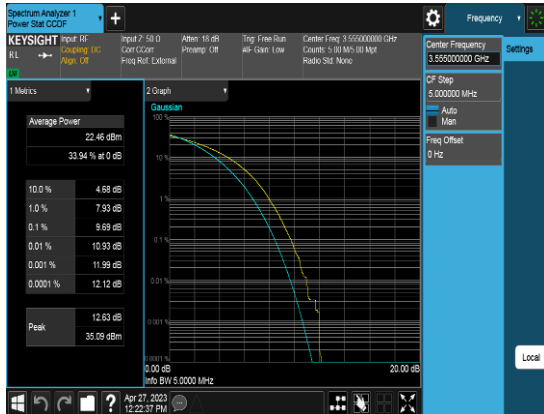 Spectrum Analyzer 1
Power Stat CCDF
Frequency
KEYSIGHT
Input: RF
Input Z: 50 Ω
Atten: 18 dB
Trig: Free Run
Center Freq: 3.555000000 GHz
RL
Coupling: DC
Corr CCorr
Preamp: Off
#IF Gain: Low
Counts: 5.00 M/5.00 Mpt
Align: Off
Freq Ref: External
Radio Std: None
Center Frequency
3.555000000 GHz
Settings
CF Step
5.000000 MHz
Auto
Man
Freq Offset
0 Hz
Local
1 Metrics
Average Power
22.46 dBm
33.94 % at 0 dB
10.0 % 4.68 dB
1.0 % 7.93 dB
0.1 % 9.69 dB
0.01 % 10.93 dB
0.001 % 11.99 dB
0.0001 % 12.12 dB
Peak
12.63 dB
35.09 dBm
2 Graph
Gaussian
100 %
10 %
1 %
0.1 %
0.01 %
0.001 %
0.0001 %
0.00 dB 20.00 dB
Info BW 5.0000 MHz
?
Apr 27, 2023
12:22:37 PM